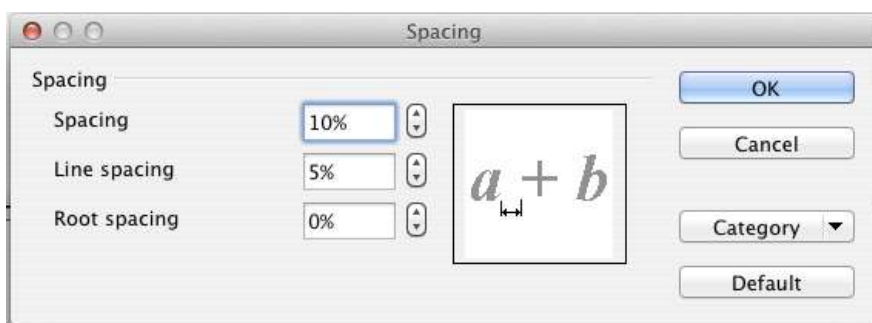 Spacing
Spacing
Spacing 10%
Line spacing 5%
Root spacing 0%
a + b
OK
Cancel
Category
Default